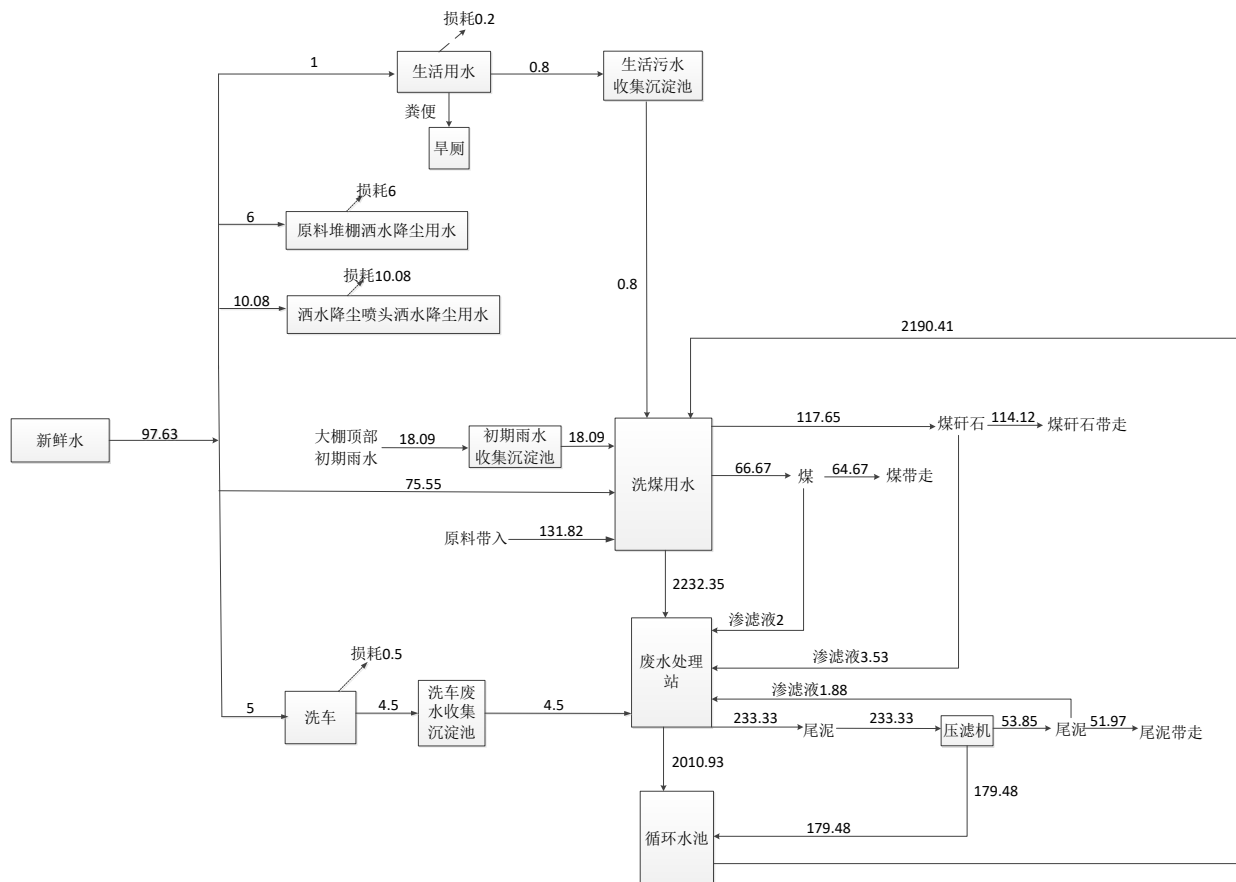 损耗0.2
1
生活用水
0.8
生活污水
收集沉淀池
粪便
旱厕
损耗6
6
原料堆棚洒水降尘用水
损耗10.08
10.08
洒水降尘喷头洒水降尘用水
0.8
2190.41
新鲜水
97.63
大棚顶部
初期雨水
18.09
初期雨水
收集沉淀池
18.09
洗煤用水
117.65
煤矸石
114.12
煤矸石带走
66.67
煤
64.67
煤带走
75.55
原料带入
131.82
2232.35
渗滤液2
废水处理
站
渗滤液3.53
渗滤液1.88
损耗0.5
5
洗车
4.5
洗车废
水收集
沉淀池
4.5
233.33
尾泥
233.33
压滤机
53.85
尾泥
51.97
尾泥带走
2010.93
179.48
179.48
循环水池